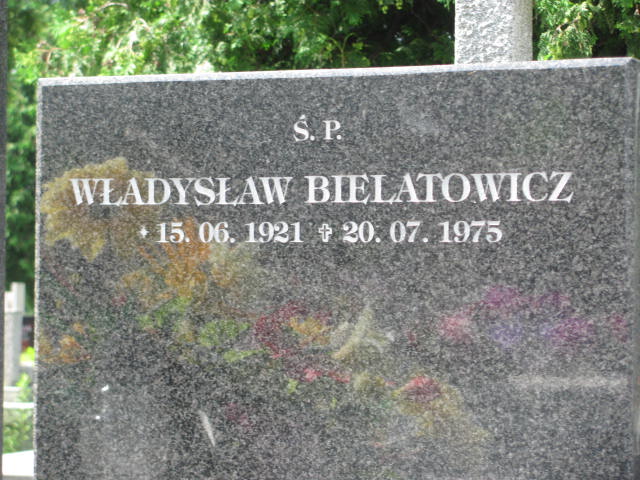 Ś. P.
WŁADYSŁAW BIELATOWICZ
* 15. 06. 1921 ✞ 20. 07. 1975